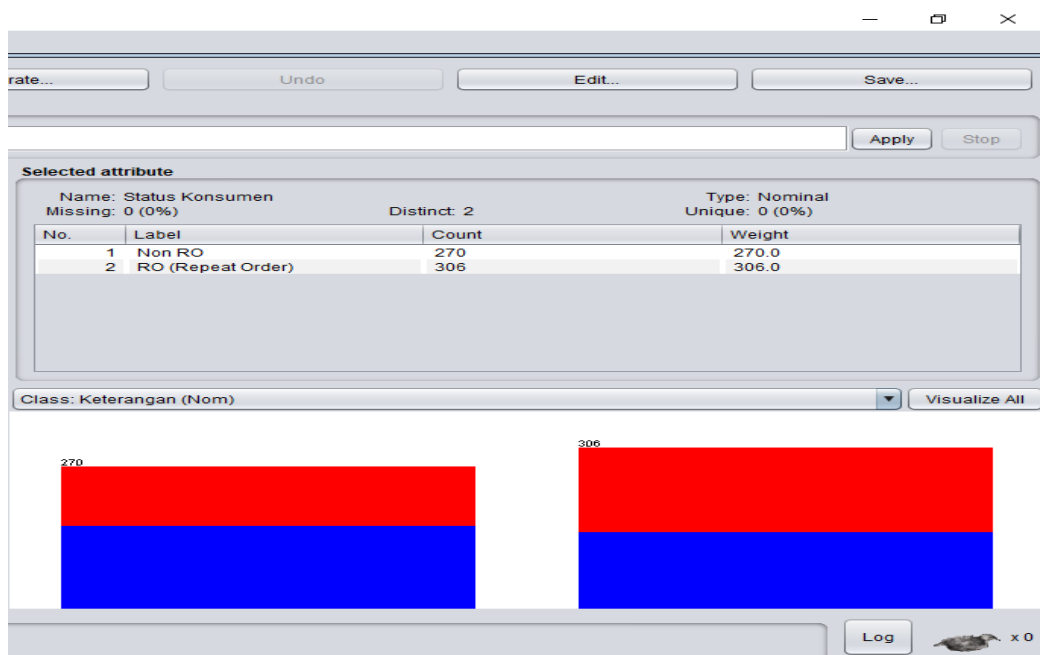 rate... Undo Edit... Save...
Apply Stop
Selected attribute
Name: Status Konsumen Type: Nominal
Missing: 0 (0%) Distinct: 2 Unique: 0 (0%)
No. Label Count Weight
1 Non RO 270 270.0
2 RO (Repeat Order) 306 306.0
Class: Keterangan (Nom) Visualize All
306
270
Log x 0